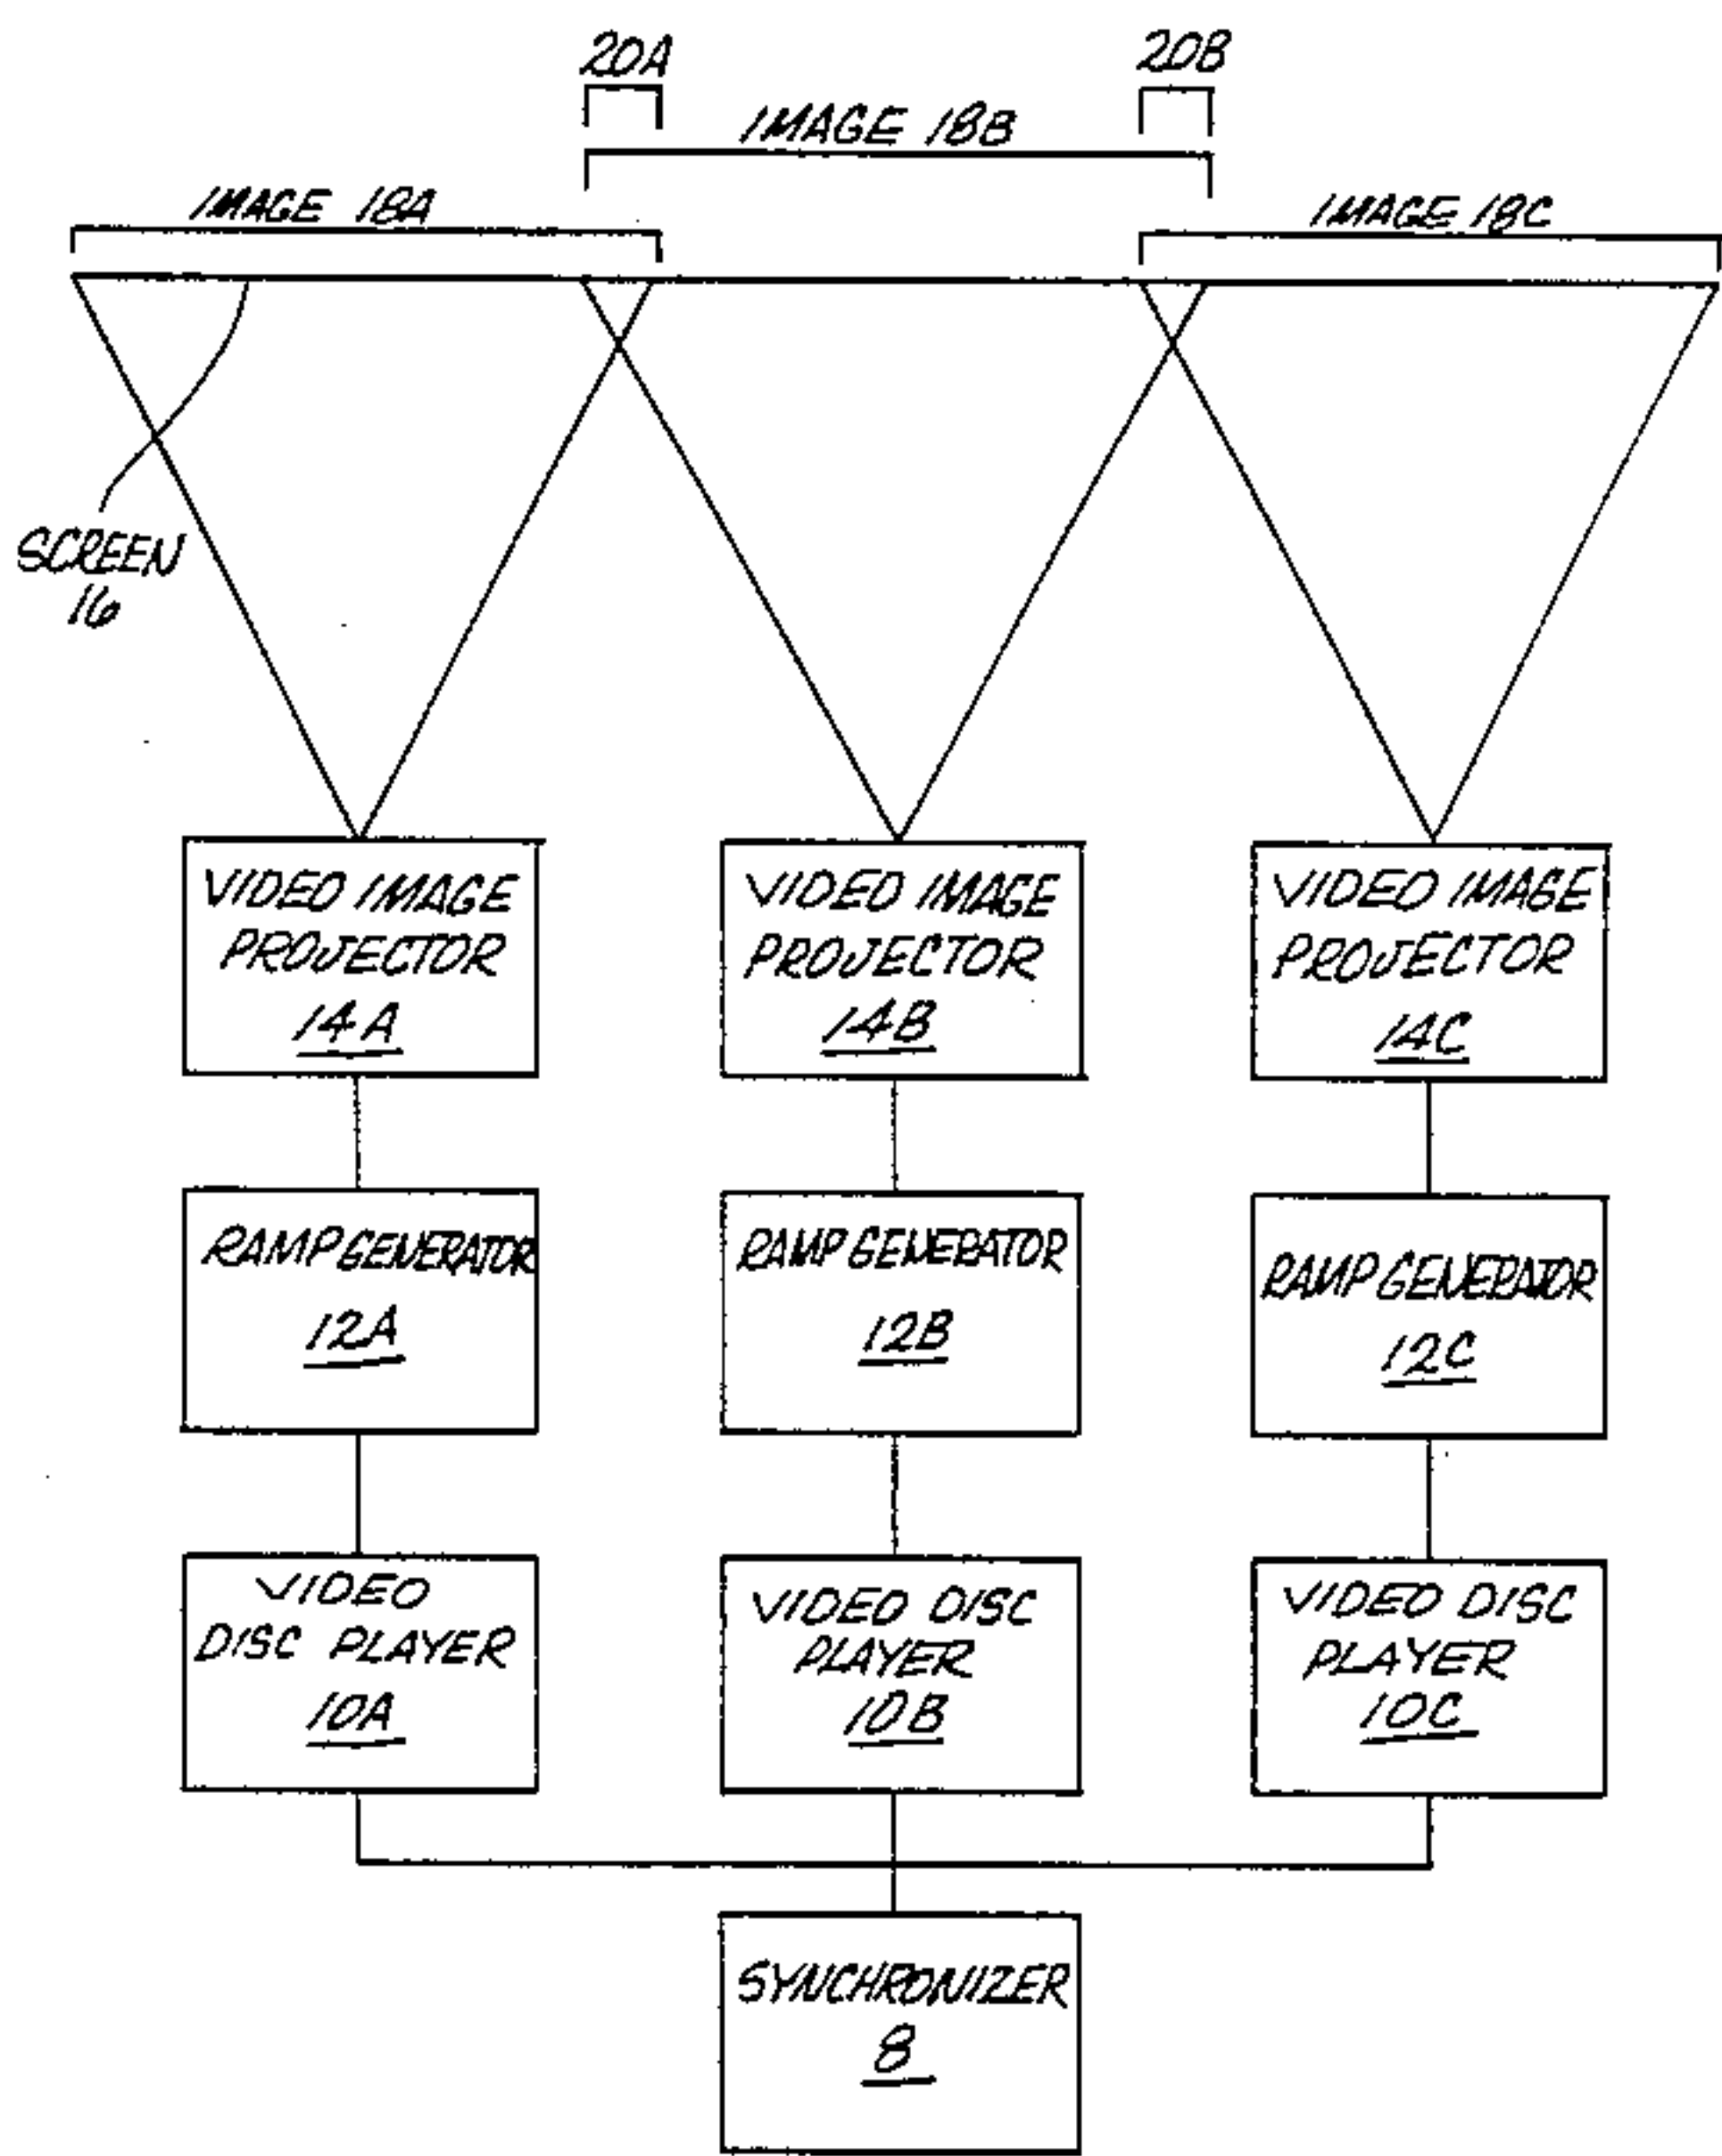 20A
20B
IMAGE 18B
IMAGE 18A
IMAGE 18C
SCREEN
16
VIDEO IMAGE
PROJECTOR
14A
VIDEO IMAGE
PROJECTOR
14B
VIDEO IMAGE
PROJECTOR
14C
RAMP GENERATOR
12A
RAMP GENERATOR
12B
RAMP GENERATOR
12C
VIDEO
DISC PLAYER
10A
VIDEO DISC
PLAYER
10B
VIDEO DISC
PLAYER
10C
SYNCHRONIZER
8